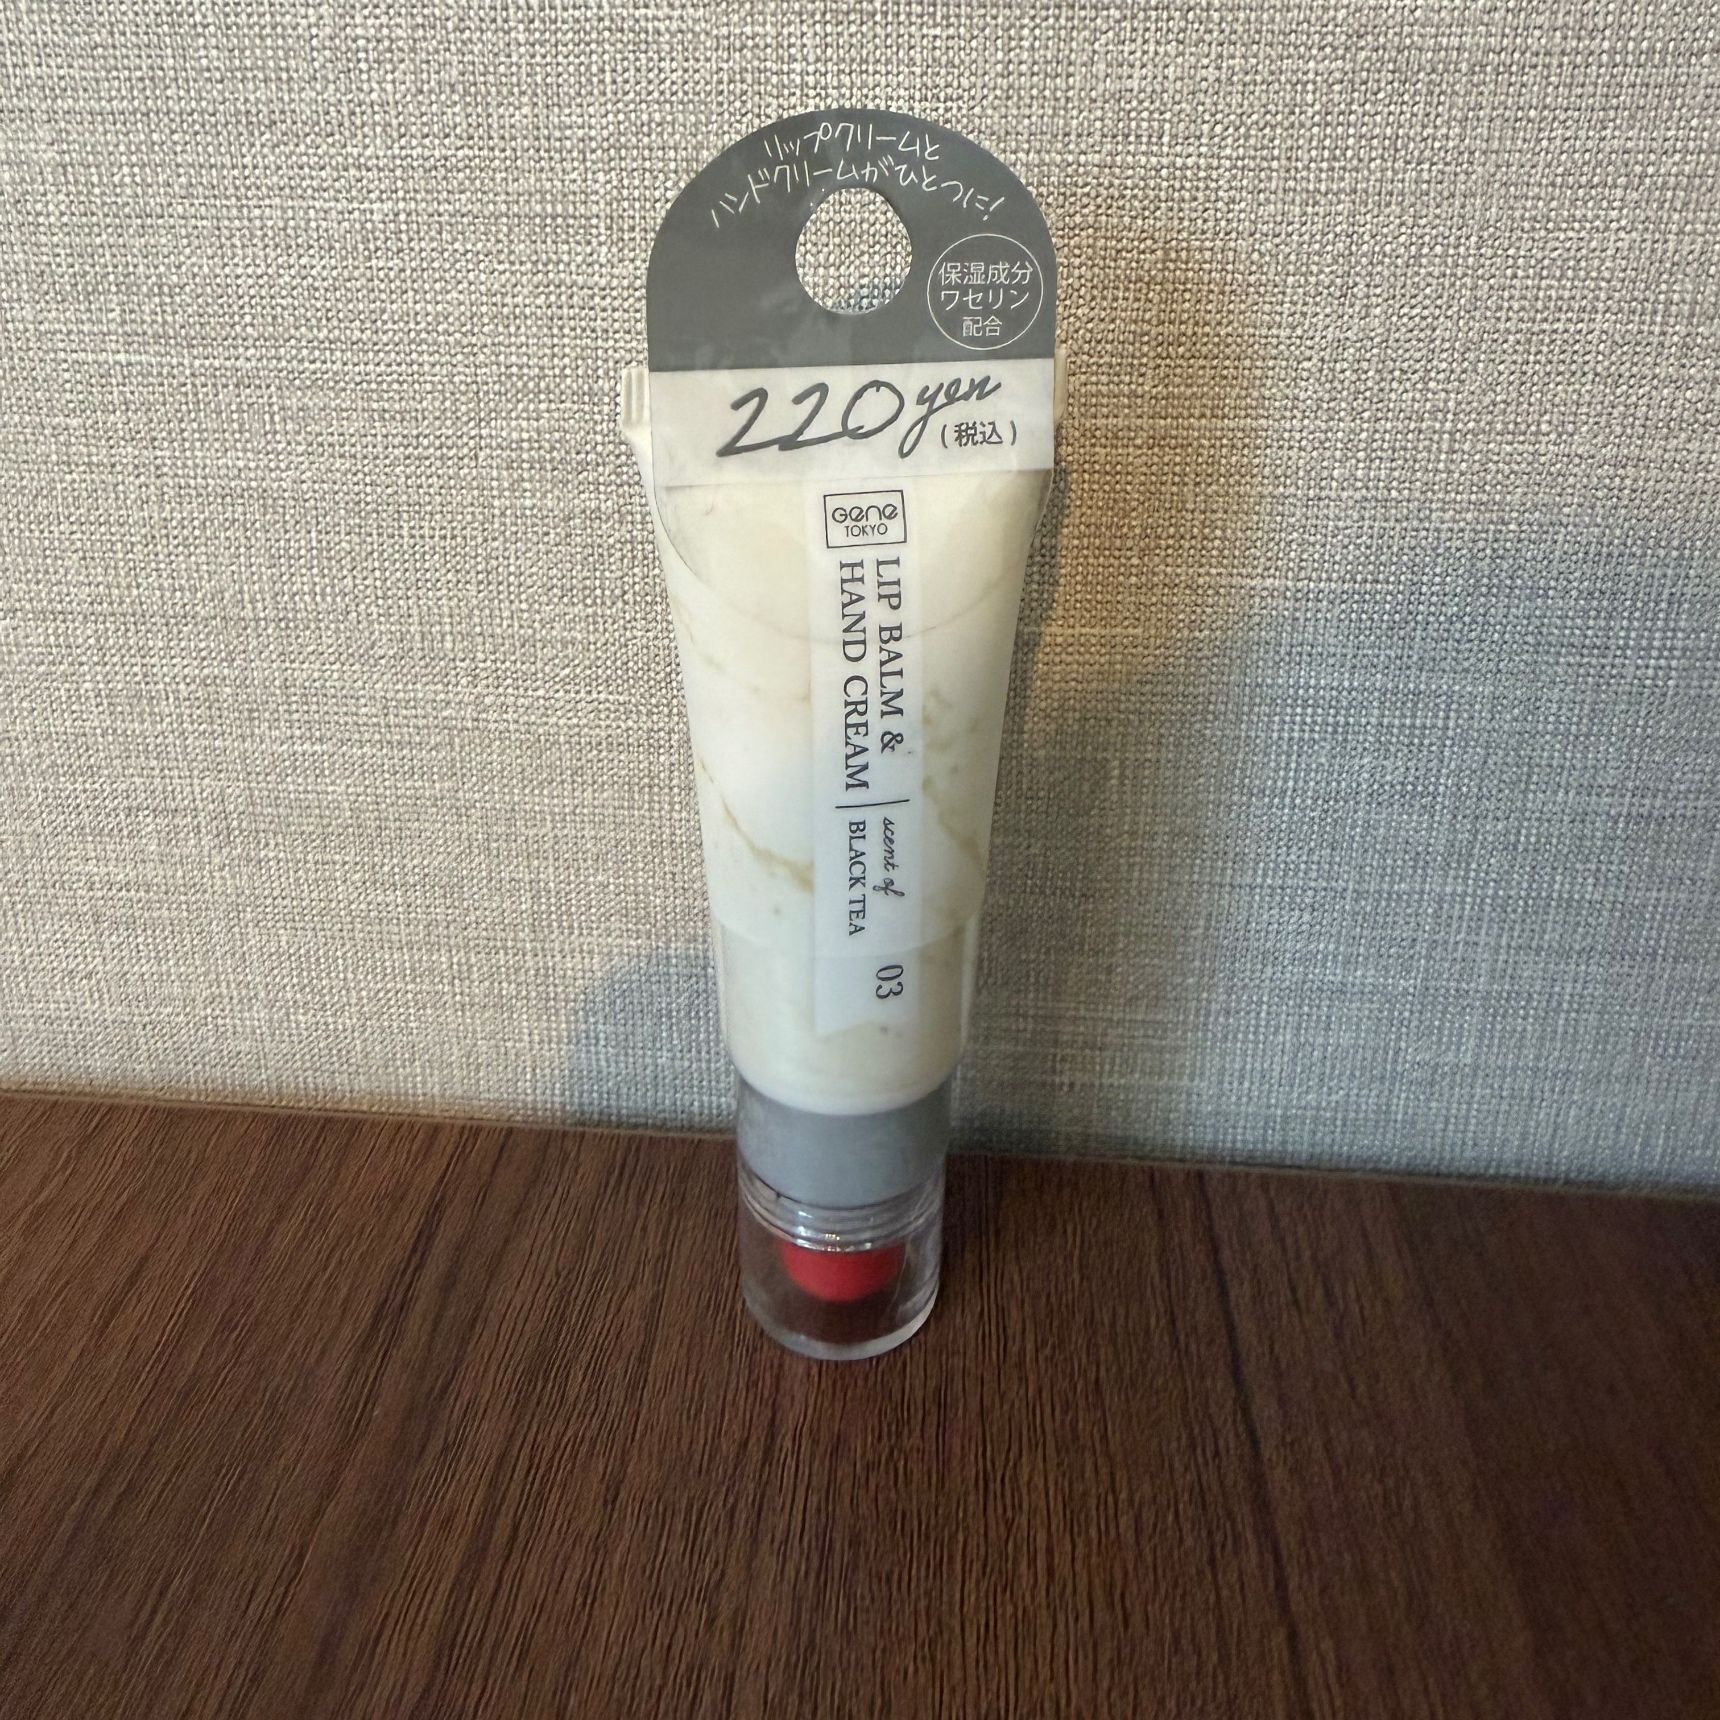 リップクリームと
ハンドクリームがひとつに!
保湿成分
ワセリン
配合
220yen
(税込)
Gene
TOKYO
LIP BALM &
HAND CREAM
scent of
BLACK TEA
03